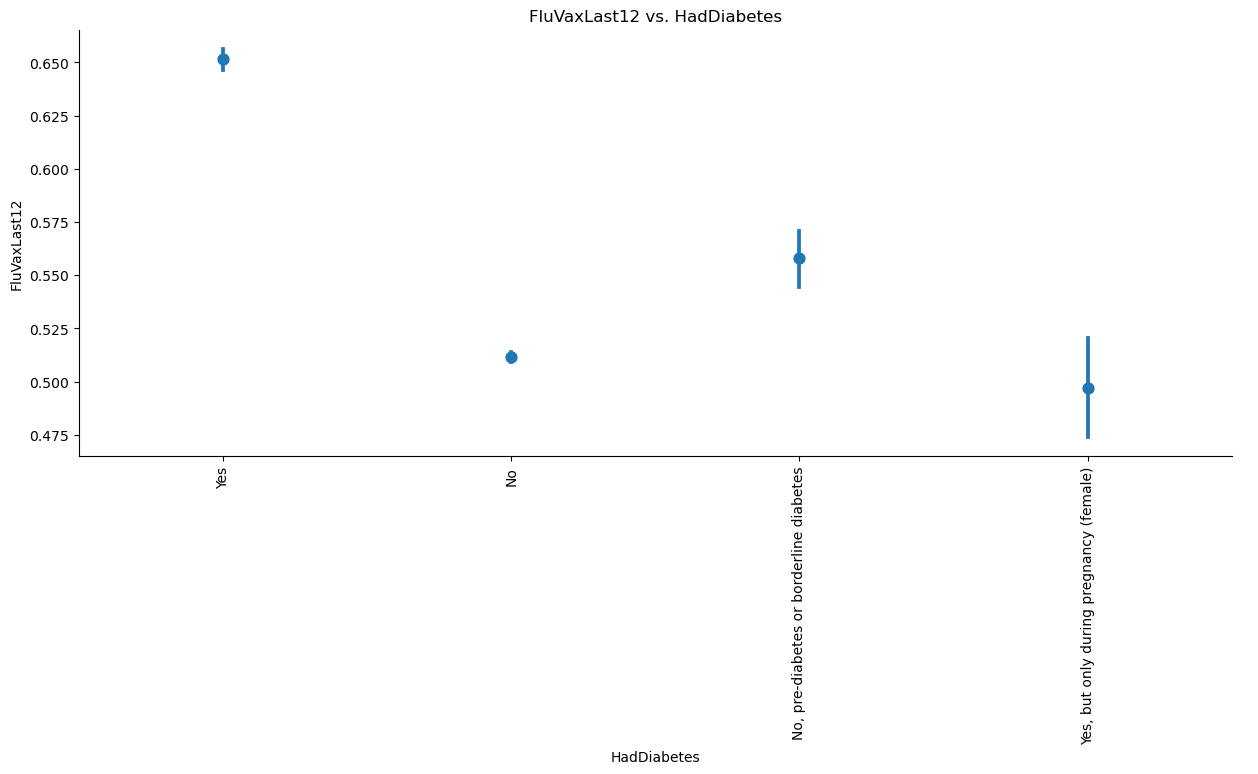 FluVaxLast12 vs. HadDiabetes
FluVaxLast12
0.650
0.625
0.600
0.575
0.550
0.525
0.500
0.475
Yes
No
No, pre-diabetes or borderline diabetes
Yes, but only during pregnancy (female)
HadDiabetes